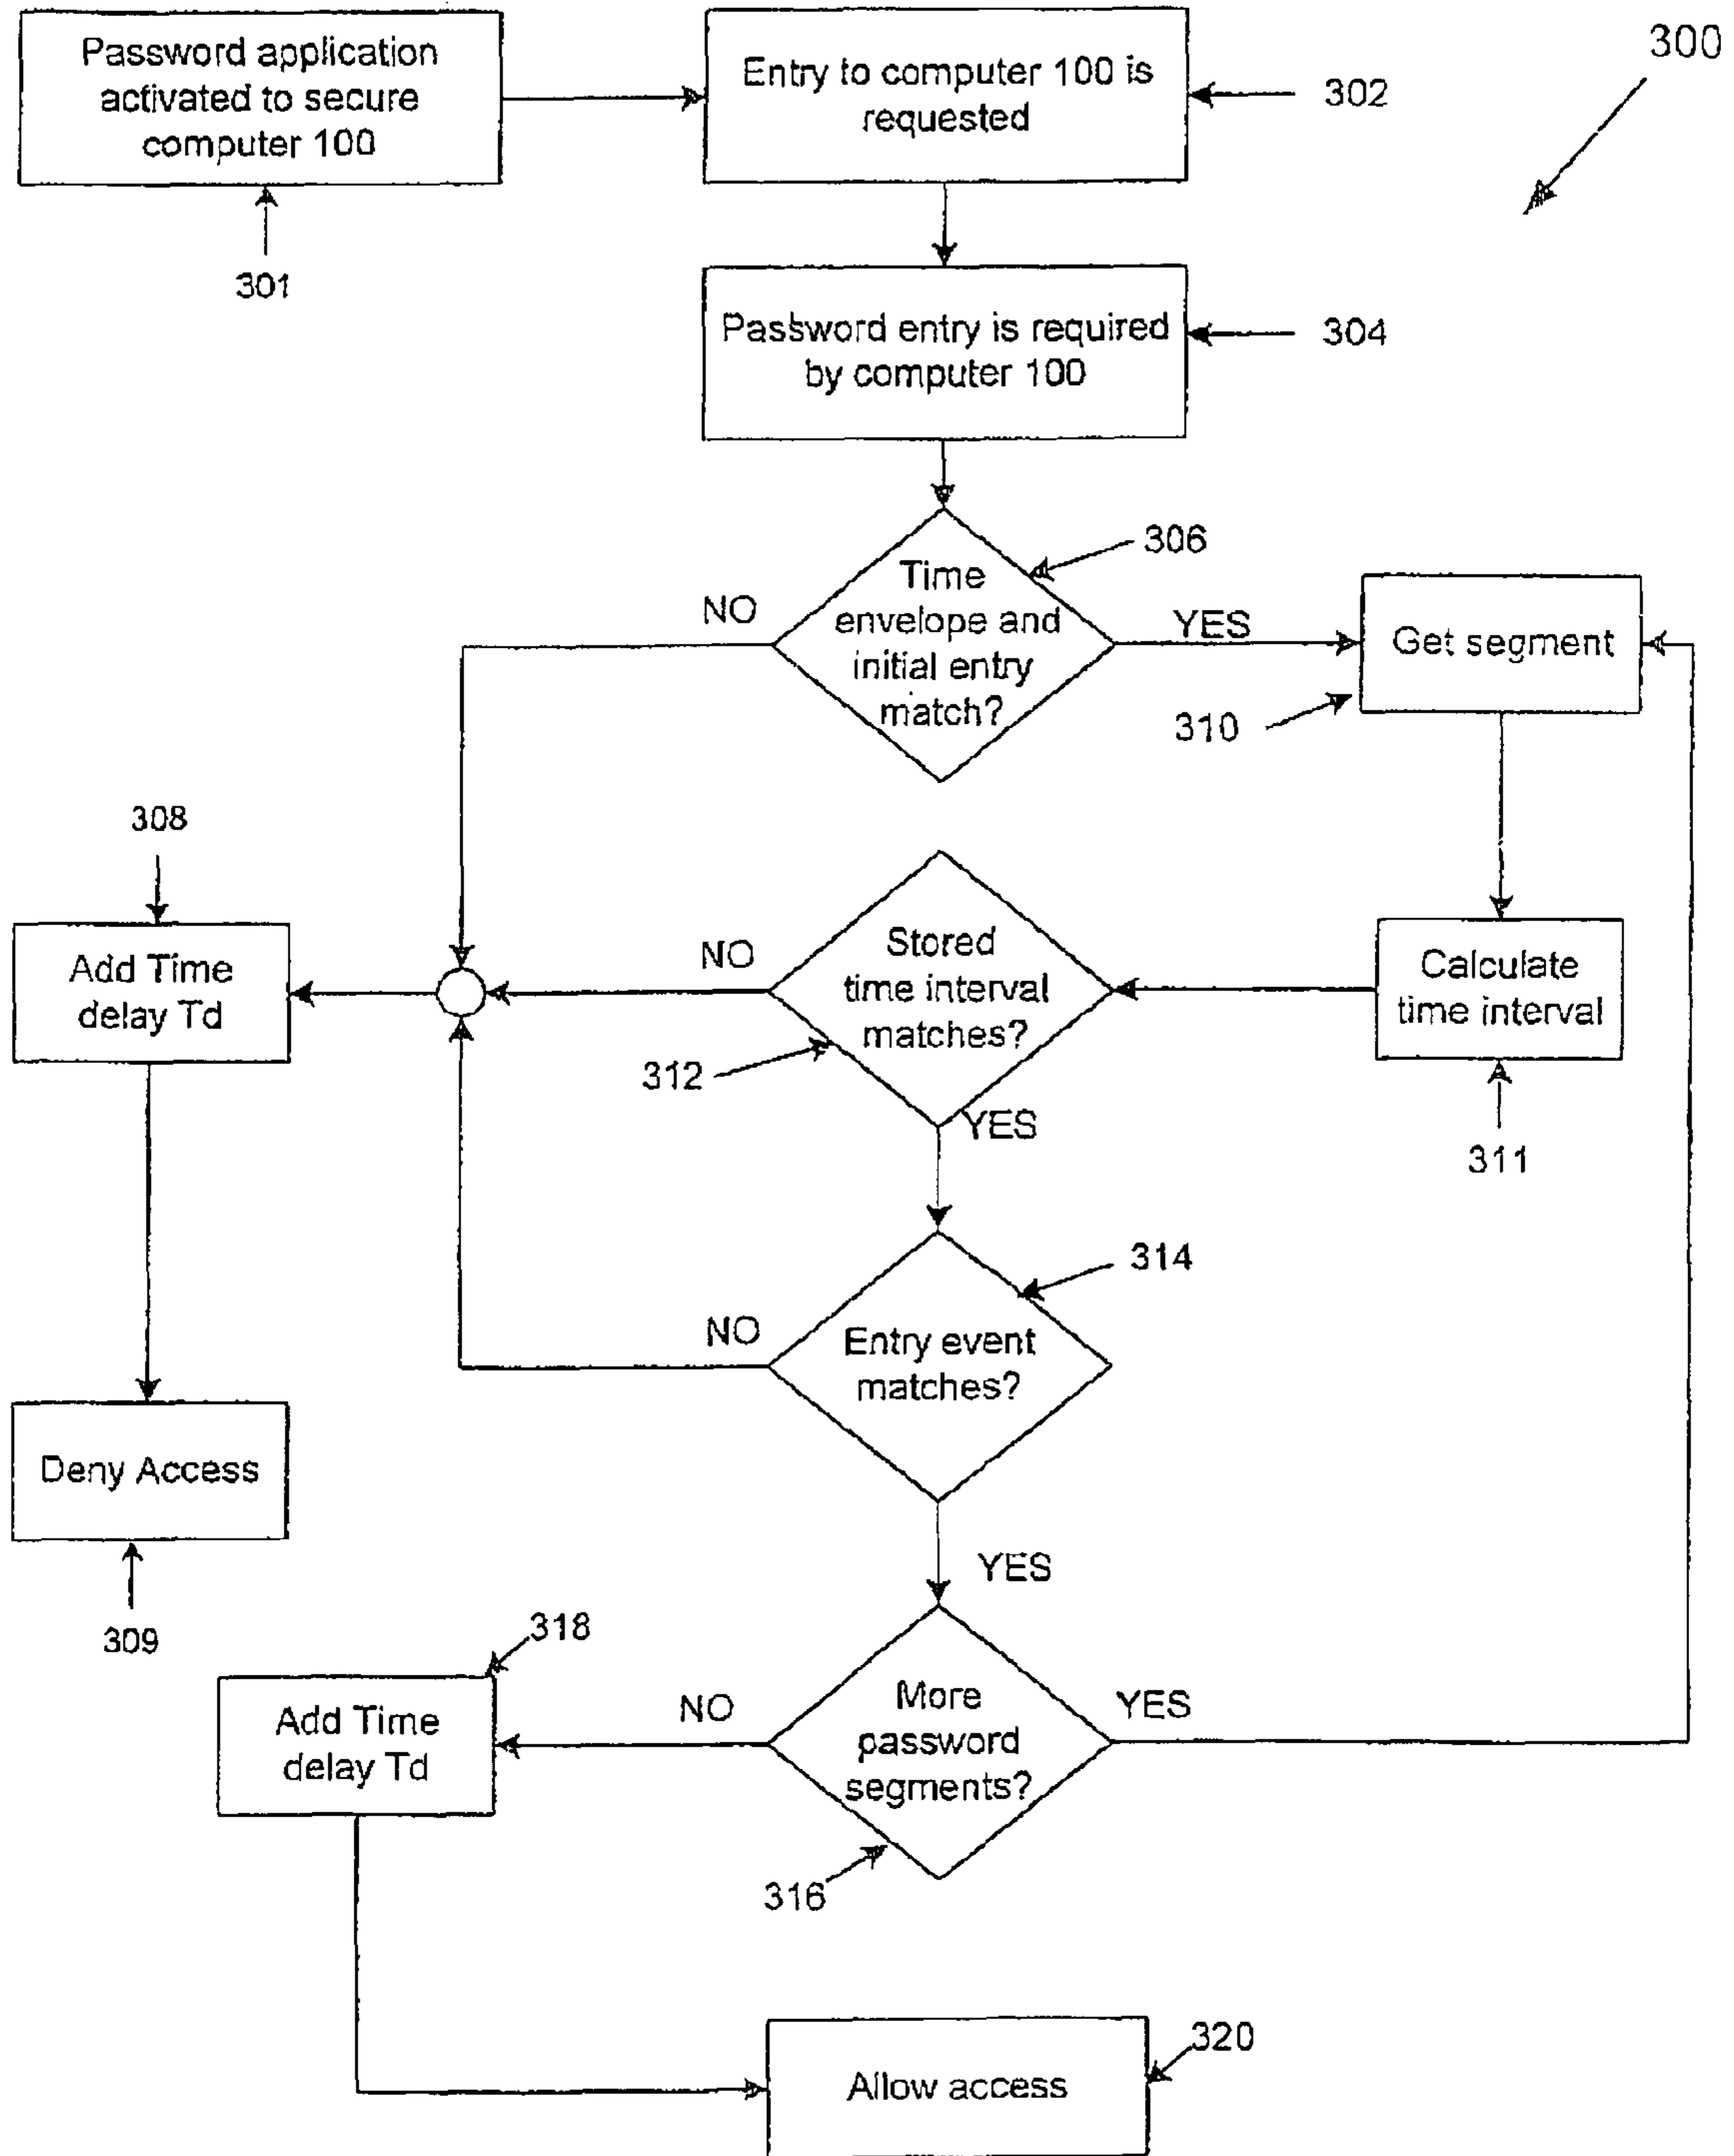 300
Password application
activated to secure
computer 100
301
Entry to computer 100 is
requested
302
Password entry is required
by computer 100
304
Time
envelope and
initial entry
match?
306
NO
YES
Get segment
310
308
Add Time
delay Td
NO
Stored
time interval
matches?
312
YES
Calculate
time interval
311
314
NO
Entry event
matches?
YES
Deny Access
309
318
Add Time
delay Td
NO
More
password
segments?
YES
316
Allow access
320